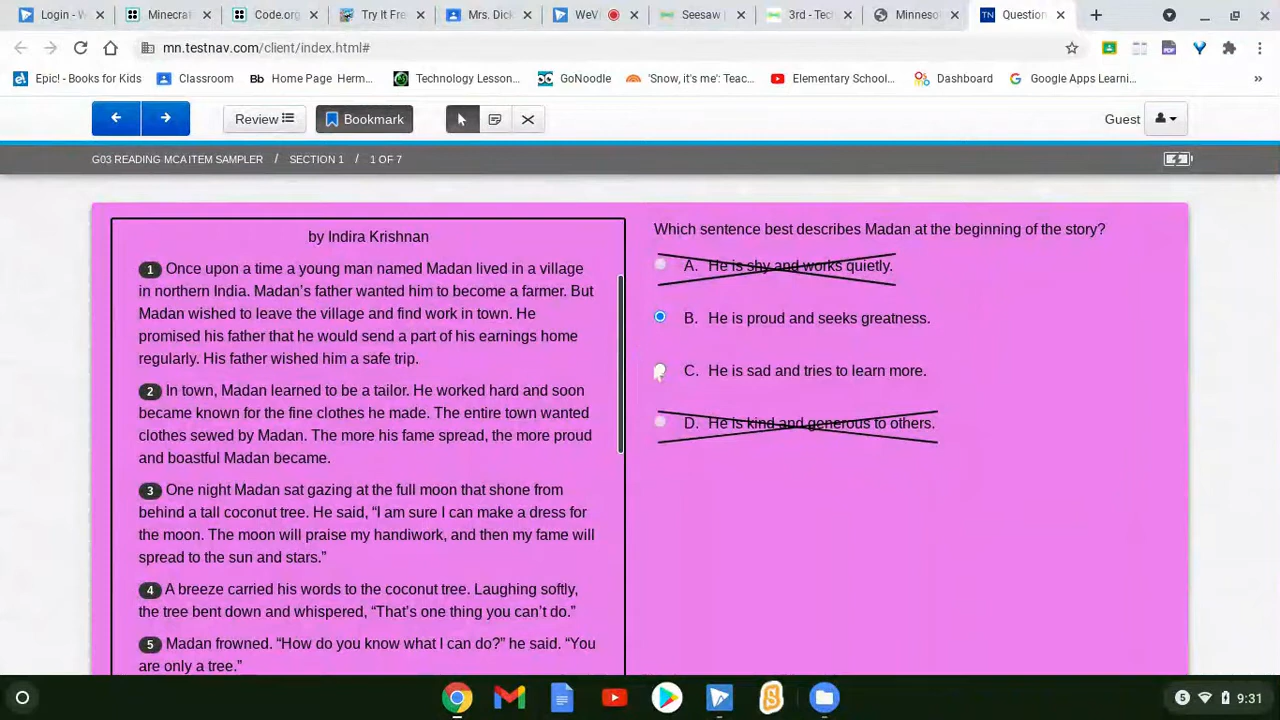 Login - W
Minecraf
Code.org
Try It Fre
Mrs. Dick
WeVi
Seesaw
3rd - Tech
Minneso
Question
mn.testnav.com/client/index.html#
Epic! - Books for Kids
Classroom
Bb Home Page Herm...
Technology Lesson...
GoNoodle
'Snow, it's me': Teac...
Elementary School...
Dashboard
Google Apps Learni...
»
Review
Bookmark
Guest
G03 READING MCA ITEM SAMPLER / SECTION 1 / 1 OF 7
by Indira Krishnan
1 Once upon a time a young man named Madan lived in a village
in northern India. Madan's father wanted him to become a farmer. But
Madan wished to leave the village and find work in town. He
promised his father that he would send a part of his earnings home
regularly. His father wished him a safe trip.
2 In town, Madan learned to be a tailor. He worked hard and soon
became known for the fine clothes he made. The entire town wanted
clothes sewed by Madan. The more his fame spread, the more proud
and boastful Madan became.
3 One night Madan sat gazing at the full moon that shone from
behind a tall coconut tree. He said, “I am sure I can make a dress for
the moon. The moon will praise my handiwork, and then my fame will
spread to the sun and stars.”
4 A breeze carried his words to the coconut tree. Laughing softly,
the tree bent down and whispered, “That's one thing you can't do.”
5 Madan frowned. “How do you know what I can do?” he said. “You
are only a tree.”
Which sentence best describes Madan at the beginning of the story?
A. He is shy and works quietly.
B. He is proud and seeks greatness.
C. He is sad and tries to learn more.
D. He is kind and generous to others.
5
9:31